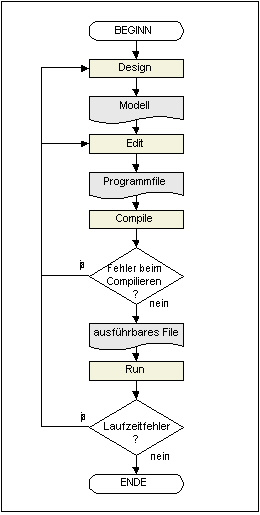 BEGINN
Design
Modell
Edit
Programmfile
Compile
ja
Fehler beim
Compilieren
?
nein
ausführbares File
Run
ja
Laufzeitfehler
?
nein
ENDE